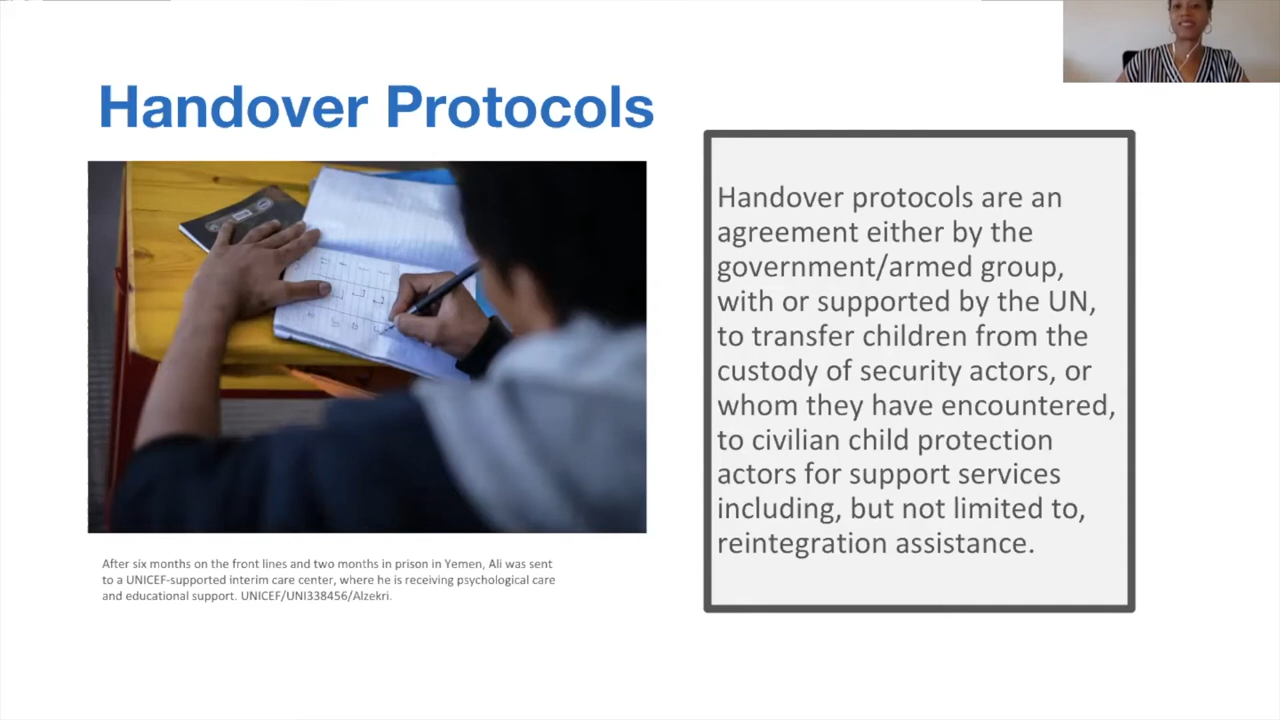 Handover Protocols
Handover protocols are an
agreement either by the
government/armed group,
with or supported by the UN,
to transfer children from the
custody of security actors, or
whom they have encountered,
to civilian child protection
actors for support services
including, but not limited to,
reintegration assistance.
After six months on the front lines and two months in prison in Yemen, Ali was sent
to a UNICEF-supported interim care center, where he is receiving psychological care
and educational support. UNICEF/UNI338456/Alzekri.